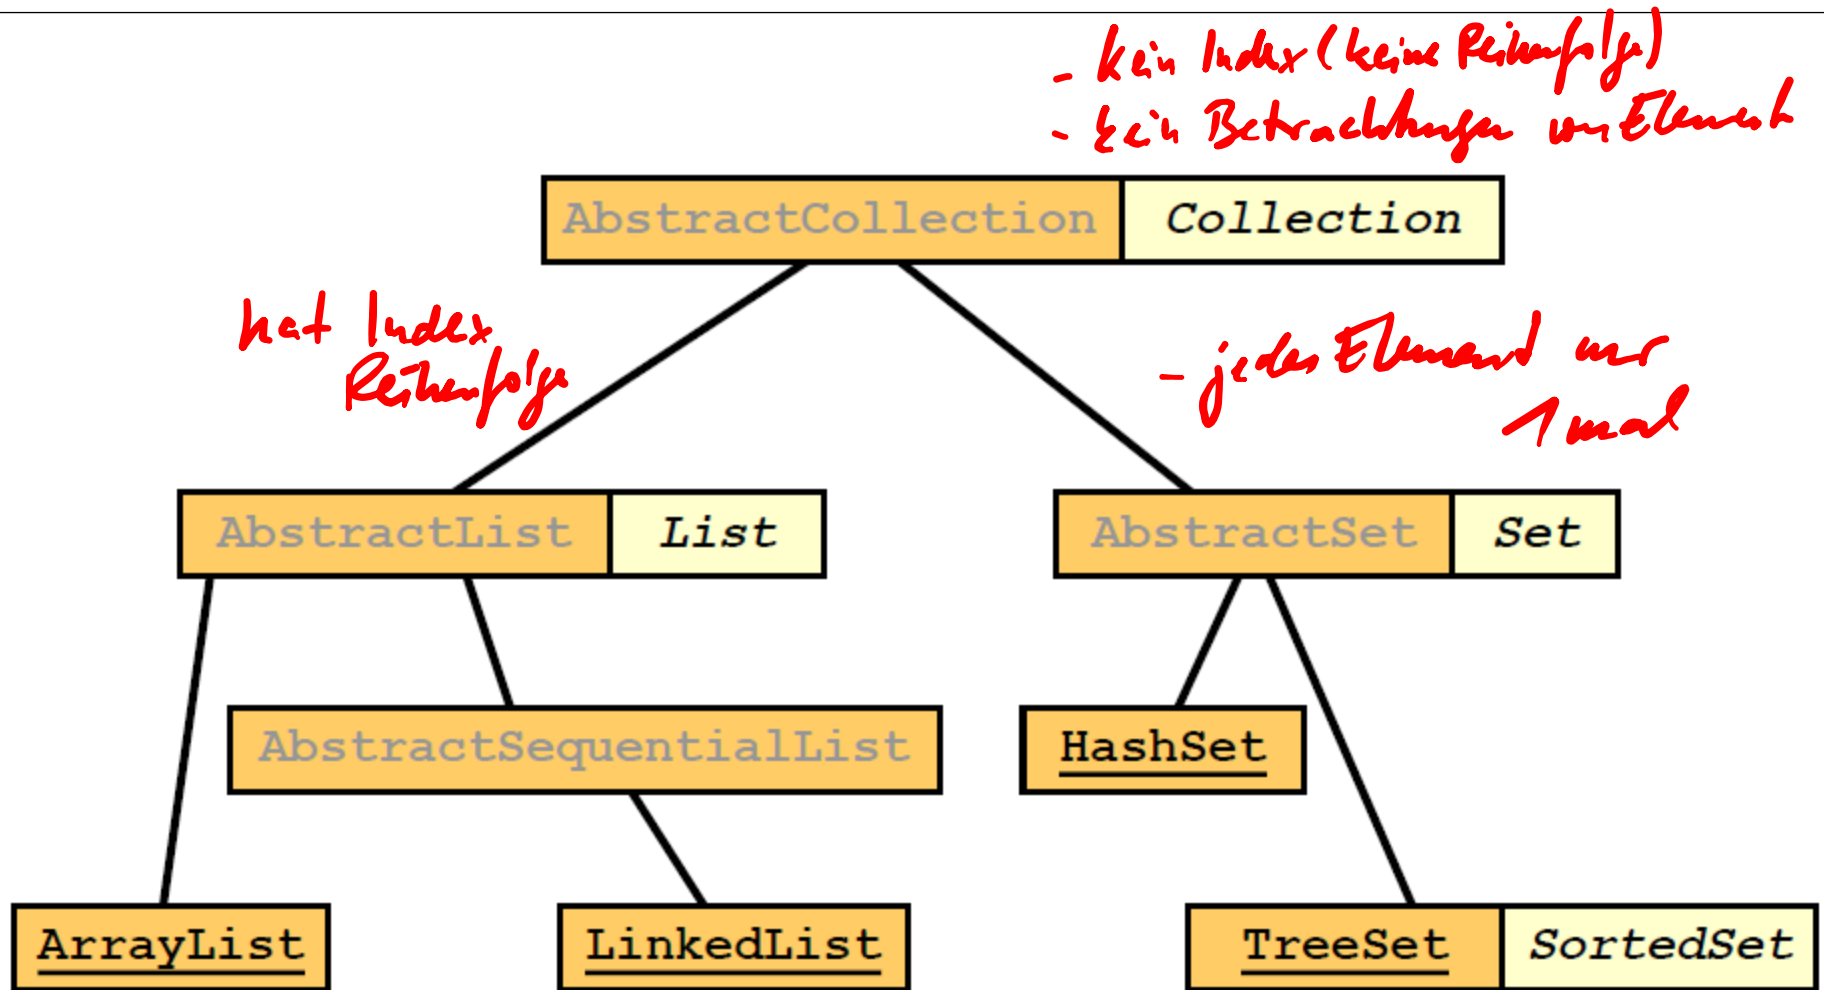 - kein Index (keine Reihenfolge)
- kein Betrachtungen von Element
AbstractCollection Collection
hat Index
Reihenfolge
- jedes Element nur
1 mal
AbstractList List
AbstractSet Set
AbstractSequentialList
HashSet
ArrayList
LinkedList
TreeSet SortedSet